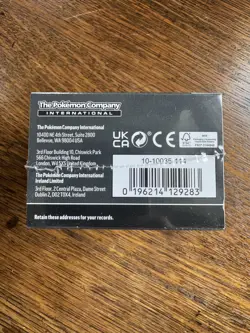 The Pokémon Company
INTERNATIONAL
The Pokémon Company International
10400 NE 4th Street, Suite 2800
Bellevue, WA 98004 USA
3rd Floor Building 10, Chiswick Park
566 Chiswick High Road
London, W4 5XS United Kingdom
The Pokémon Company International
Ireland Limited
3rd Floor, 2 Central Plaza, Dame Street
Dublin 2, D02 T0X4, Ireland
UK
CA
CE
FSC
10-10035-114
0 196214 129283
Retain these addresses for your records.